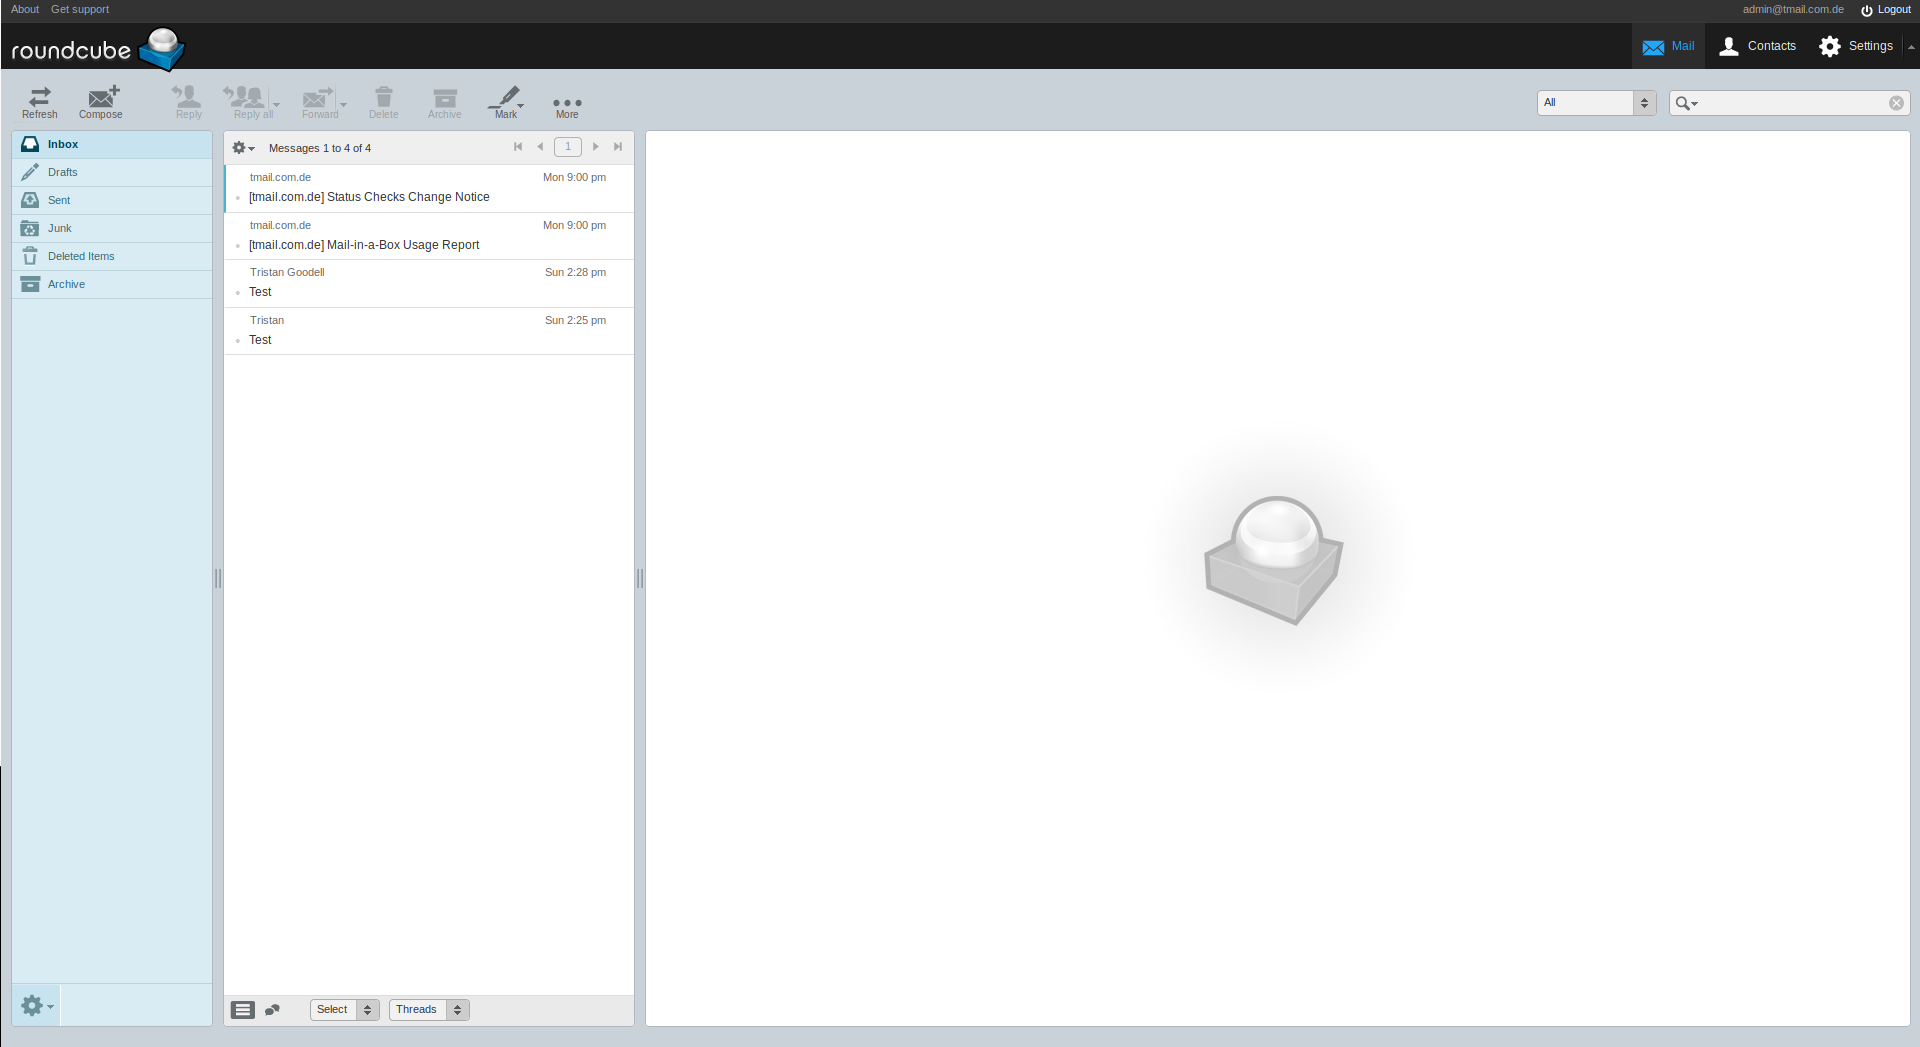 About Get support
admin@tmail.com.de Logout
roundcube
Mail Contacts Settings
Refresh Compose Reply Reply all Forward Delete Archive Mark More
All
Inbox
Drafts
Sent
Junk
Deleted Items
Archive
Messages 1 to 4 of 4 1
tmail.com.de Mon 9:00 pm
[tmail.com.de] Status Checks Change Notice
tmail.com.de Mon 9:00 pm
[tmail.com.de] Mail-in-a-Box Usage Report
Tristan Goodell Sun 2:28 pm
Test
Tristan Sun 2:25 pm
Test
Select Threads